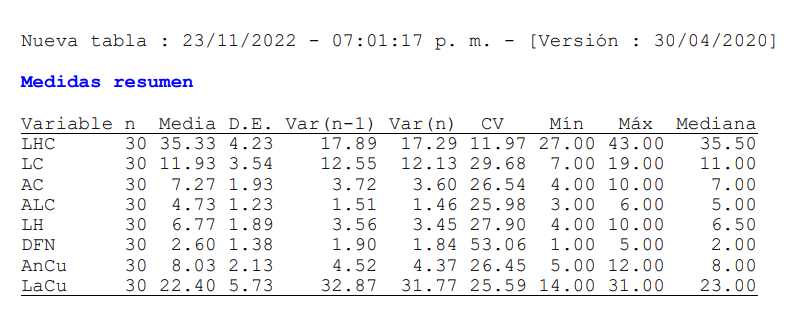 Nueva tabla : 23/11/2022 - 07:01:17 p. m. - [Versión : 30/04/2020]
Medidas resumen
Variable n Media D.E. Var(n-1) Var(n) CV Mín Máx Mediana
LHC 30 35.33 4.23 17.89 17.29 11.97 27.00 43.00 35.50
LC 30 11.93 3.54 12.55 12.13 29.68 7.00 19.00 11.00
AC 30 7.27 1.93 3.72 3.60 26.54 4.00 10.00 7.00
ALC 30 4.73 1.23 1.51 1.46 25.98 3.00 6.00 5.00
LH 30 6.77 1.89 3.56 3.45 27.90 4.00 10.00 6.50
DFN 30 2.60 1.38 1.90 1.84 53.06 1.00 5.00 2.00
AnCu 30 8.03 2.13 4.52 4.37 26.45 5.00 12.00 8.00
LaCu 30 22.40 5.73 32.87 31.77 25.59 14.00 31.00 23.00